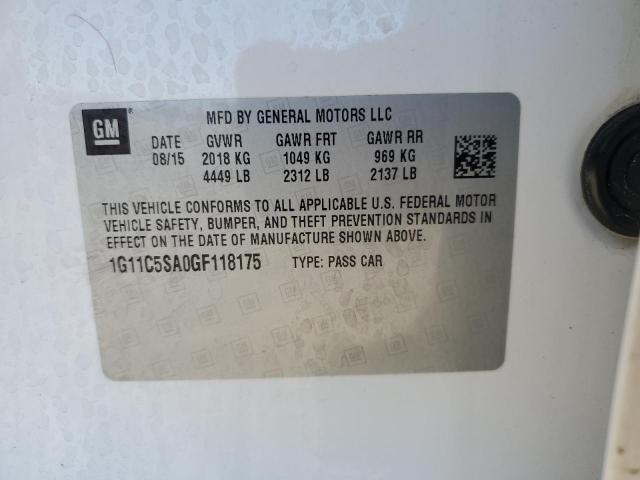 GM ®
MFD BY GENERAL MOTORS LLC
DATE GVWR GAWR FRT GAWR RR
08/15 2018 KG 1049 KG 969 KG
4449 LB 2312 LB 2137 LB
THIS VEHICLE CONFORMS TO ALL APPLICABLE U.S. FEDERAL MOTOR
VEHICLE SAFETY, BUMPER, AND THEFT PREVENTION STANDARDS IN
EFFECT ON THE DATE OF MANUFACTURE SHOWN ABOVE.
1G11C5SA0GF118175 TYPE: PASS CAR